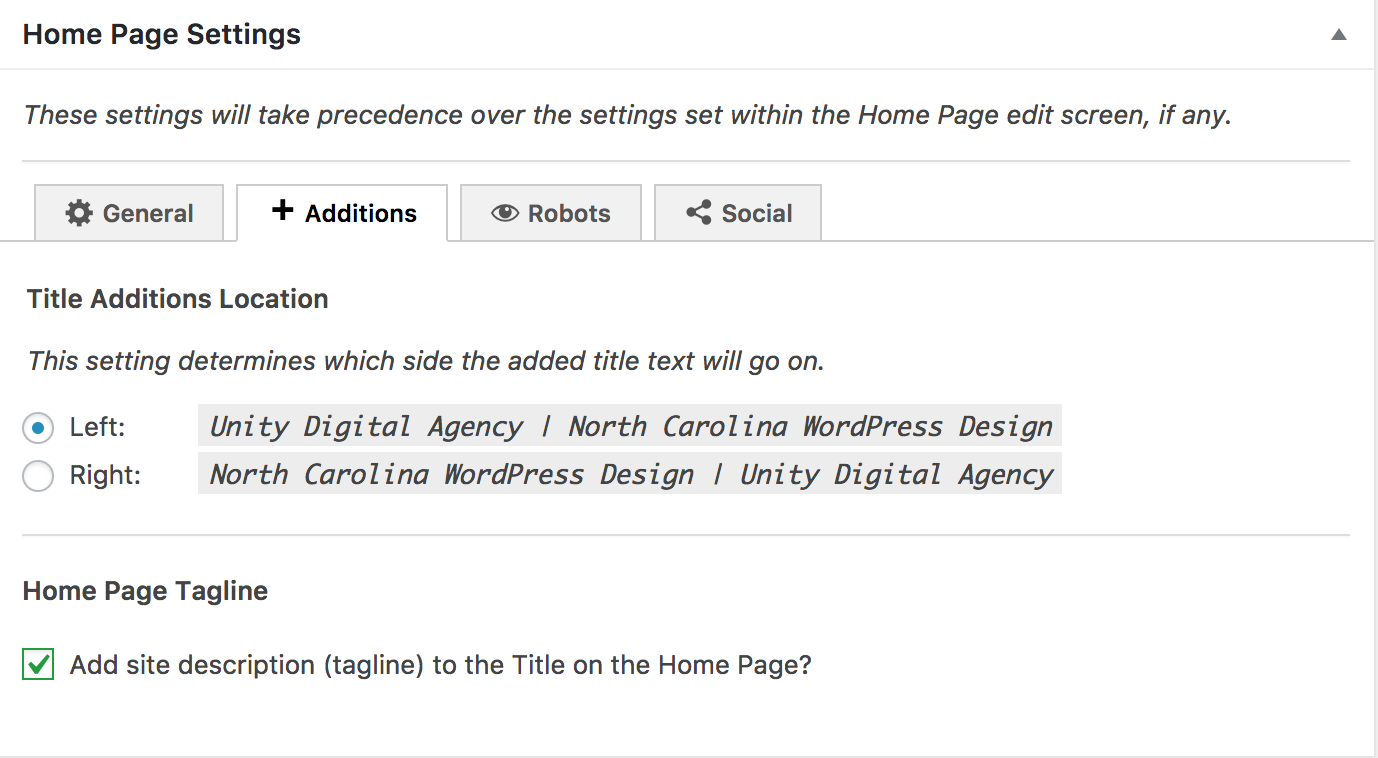 Home Page Settings
These settings will take precedence over the settings set within the Home Page edit screen, if any.
General Additions Robots Social
Title Additions Location
This setting determines which side the added title text will go on.
Left: Unity Digital Agency | North Carolina WordPress Design
Right: North Carolina WordPress Design | Unity Digital Agency
Home Page Tagline
Add site description (tagline) to the Title on the Home Page?